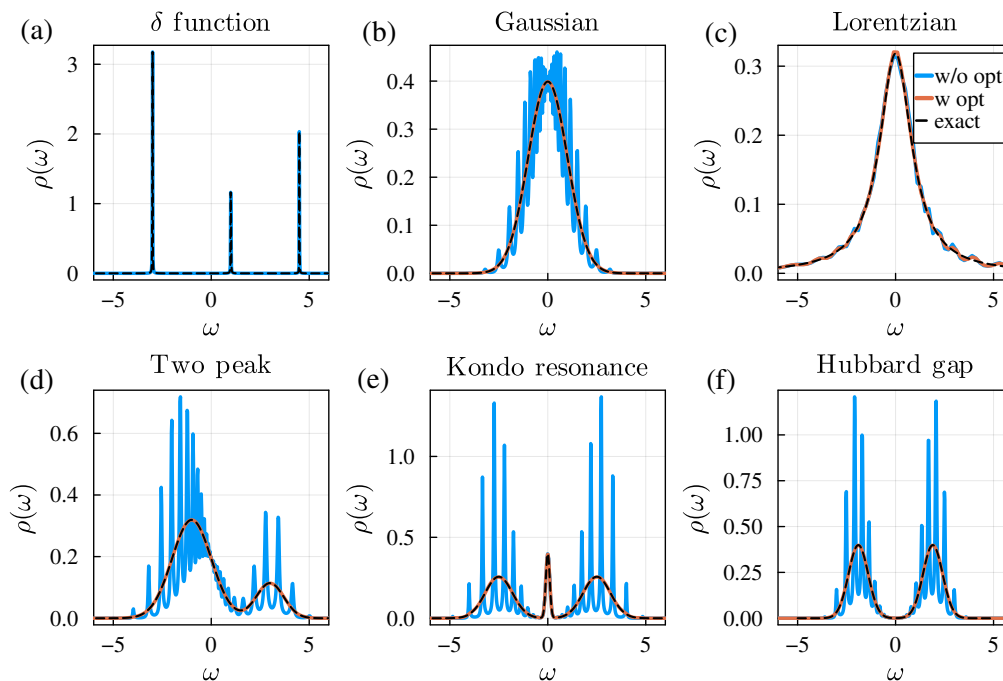 (a) δ function
3
2
1
0
ρ(ω)
−5 0 5
ω
(b) Gaussian
0.4
0.3
0.2
0.1
0.0
ρ(ω)
−5 0 5
ω
(c) Lorentzian
0.3
0.2
0.1
0.0
ρ(ω)
−5 0 5
ω
w/o opt
w opt
exact
(d) Two peak
0.6
0.4
0.2
0.0
ρ(ω)
−5 0 5
ω
(e) Kondo resonance
1.0
0.5
0.0
ρ(ω)
−5 0 5
ω
(f) Hubbard gap
1.00
0.75
0.50
0.25
0.00
ρ(ω)
−5 0 5
ω